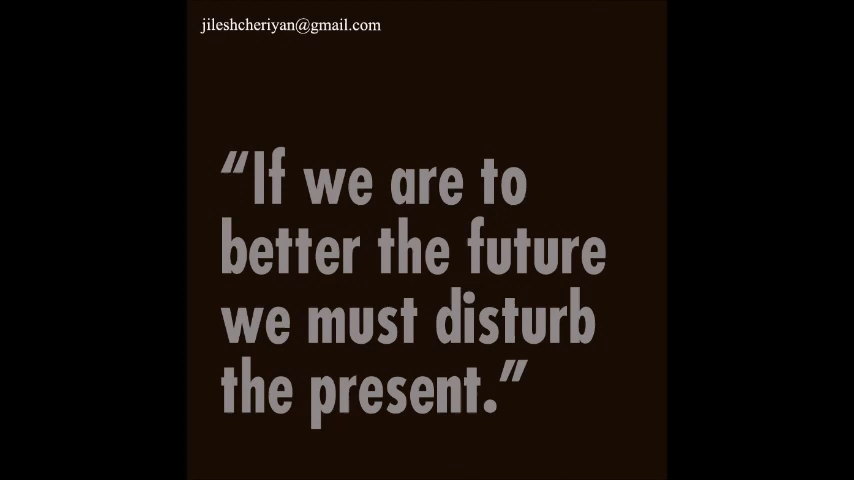 jileshcheriyan@gmail.com
“If we are to
better the future
we must disturb
the present.”